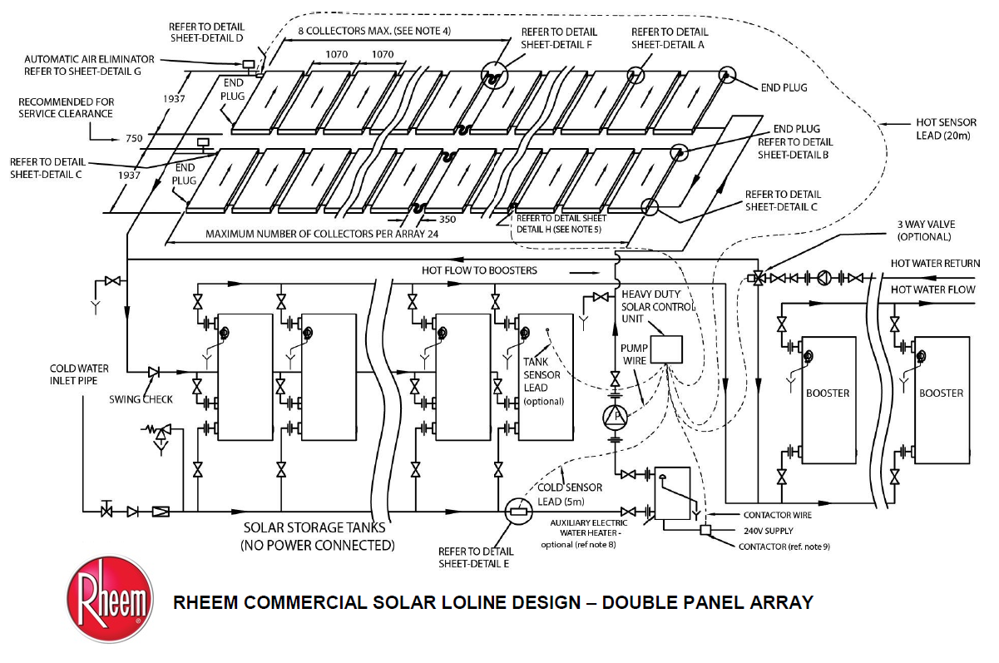 REFER TO DETAIL
SHEET-DETAIL D
8 COLLECTORS MAX. (SEE NOTE 4)
REFER TO DETAIL
SHEET-DETAIL F
REFER TO DETAIL
SHEET-DETAIL A
AUTOMATIC AIR ELIMINATOR
REFER TO SHEET-DETAIL G
1070
1070
END
PLUG
END PLUG
1937
RECOMMENDED FOR
SERVICE CLEARANCE
HOT SENSOR
LEAD (20m)
750
END PLUG
REFER TO DETAIL
SHEET-DETAIL B
REFER TO DETAIL
SHEET-DETAIL C
1937
END
PLUG
REFER TO DETAIL
SHEET-DETAIL C
350
REFER TO DETAIL SHEET
DETAIL H (SEE NOTE 5)
MAXIMUM NUMBER OF COLLECTORS PER ARRAY 24
3 WAY VALVE
(OPTIONAL)
HOT WATER RETURN
HOT FLOW TO BOOSTERS
HOT WATER FLOW
HEAVY DUTY
SOLAR CONTROL
UNIT
PUMP
WIRE
COLD WATER
INLET PIPE
SWING CHECK
TANK
SENSOR
LEAD
(optional)
P
BOOSTER
BOOSTER
COLD SENSOR
LEAD (5m)
SOLAR STORAGE TANKS
(NO POWER CONNECTED)
AUXILIARY ELECTRIC
WATER HEATER -
optional (ref note 8)
CONTACTOR WIRE
240V SUPPLY
CONTACTOR (ref. note 9)
REFER TO DETAIL
SHEET-DETAIL E
Rheem
®
RHEEM COMMERCIAL SOLAR LOLINE DESIGN – DOUBLE PANEL ARRAY